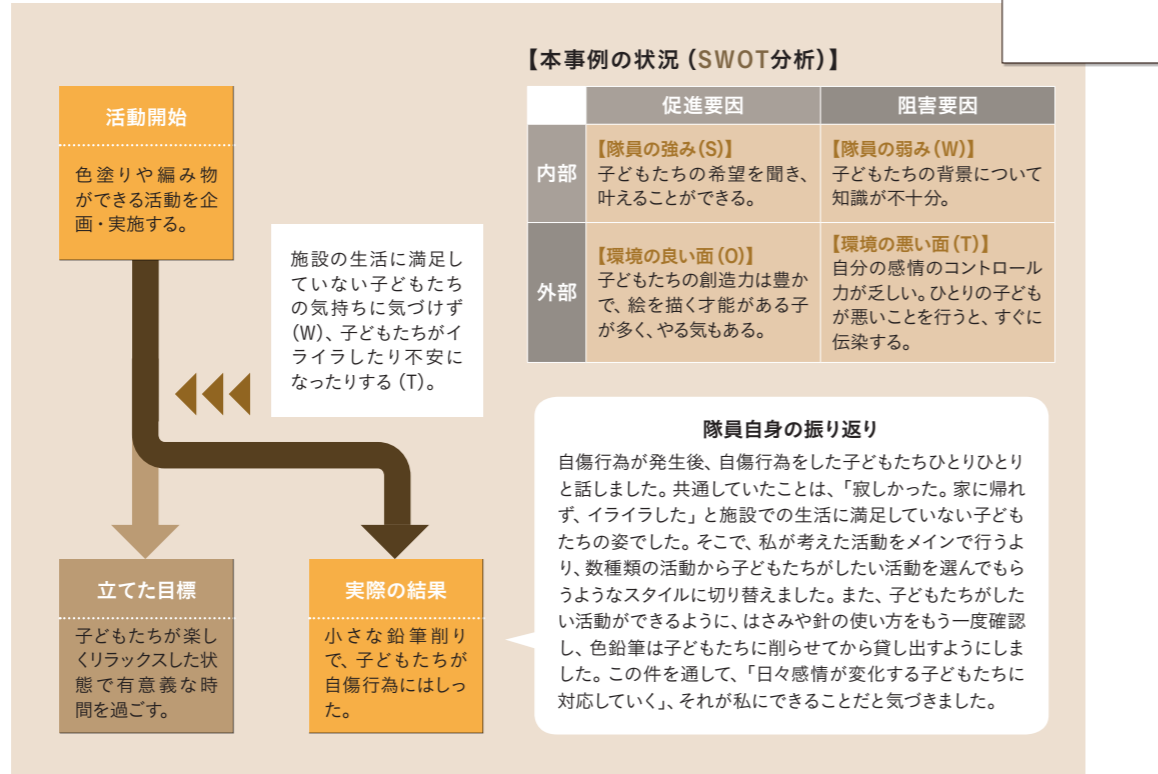 【本事例の状況（SWOT分析）】
促進要因
阻害要因
内部
【隊員の強み（S）】
子どもたちの希望を聞き、
叶えることができる。
【隊員の弱み（W）】
子どもたちの背景について
知識が不十分。
外部
【環境の良い面（O）】
子どもたちの創造力は豊か
で、絵を描く才能がある子
が多く、やる気もある。
【環境の悪い面（T）】
自分の感情のコントロール
力が乏しい。ひとりの子ども
が悪いことを行うと、すぐに
伝染する。
活動開始
色塗りや編み物
ができる活動を企
画・実施する。
施設の生活に満足し
ていない子どもたち
の気持ちに気づけず
（W）、子どもたちがイ
ライラしたり不安に
なったりする（T）。
立てた目標
子どもたちが楽し
くリラックスした状
態で有意義な時
間を過ごす。
実際の結果
小さな鉛筆削り
で、子どもたちが
自傷行為にはしっ
た。
隊員自身の振り返り
自傷行為が発生後、自傷行為をした子どもたちひとりひとり
と話しました。共通していたことは、「寂しかった。家に帰れ
ず、イライラした」と施設での生活に満足していない子ども
たちの姿でした。そこで、私が考えた活動をメインで行うよ
り、数種類の活動から子どもたちがしたい活動を選んでもら
うようなスタイルに切り替えました。また、子どもたちがした
い活動ができるように、はさみや針の使い方をもう一度確認
し、色鉛筆は子どもたちに削らせてから貸し出すようにしま
した。この件を通して、「日々感情が変化する子どもたちに
対応していく」、それが私にできることだと気づきました。